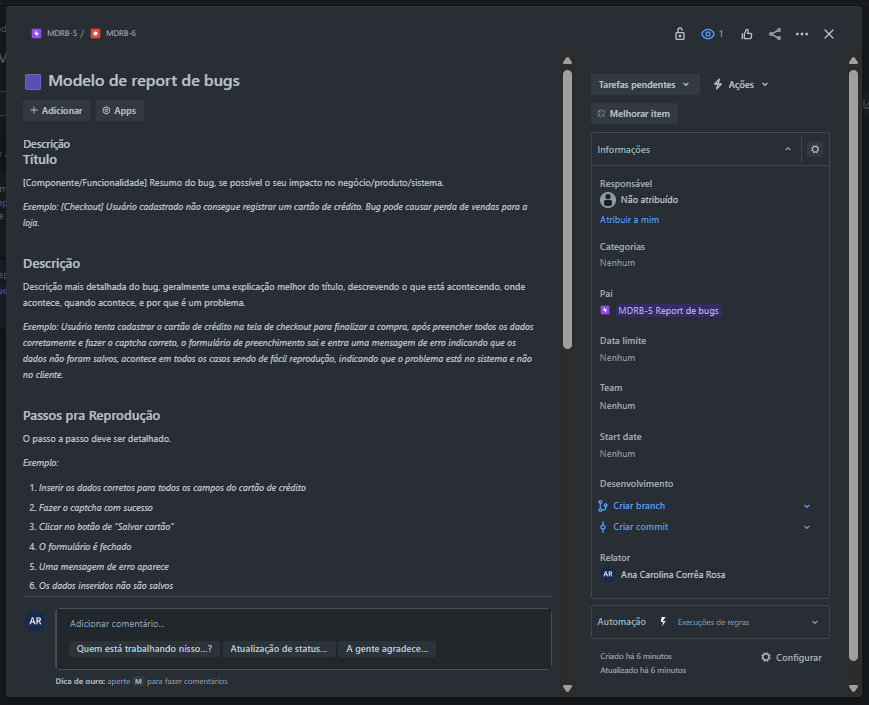 MDRB-5 / MDRB-6
1
Modelo de report de bugs
+ Adicionar
Apps
Descrição
Título
[Componente/Funcionalidade] Resumo do bug, se possível o seu impacto no negócio/produto/sistema.
Exemplo: [Checkout] Usuário cadastrado não consegue registrar um cartão de crédito. Bug pode causar perda de vendas para a
loja.
Descrição
Descrição mais detalhada do bug, geralmente uma explicação melhor do título, descrevendo o que está acontecendo, onde
acontece, quando acontece, e por que é um problema.
Exemplo: Usuário tenta cadastrar o cartão de crédito na tela de checkout para finalizar a compra, após preencher todos os dados
corretamente e fazer o captcha correto, o formulário de preenchimento sai e entra uma mensagem de erro indicando que os
dados não foram salvos, acontece em todos os casos sendo de fácil reprodução, indicando que o problema está no sistema e não
no cliente.
Passos pra Reprodução
O passo a passo deve ser detalhado.
Exemplo:
1. Inserir os dados corretos para todos os campos do cartão de crédito
2. Fazer o captcha com sucesso
3. Clicar no botão de “Salvar cartão”
4. O formulário é fechado
5. Uma mensagem de erro aparece
6. Os dados inseridos não são salvos
AR
Adicionar comentário...
Quem está trabalhando nisso...?
Atualização de status...
A gente agradece...
Dica de ouro: aperte M para fazer comentários
Tarefas pendentes
Ações
Melhorar item
Informações
Responsável
Não atribuído
Atribuir a mim
Categorias
Nenhum
Pai
MDRB-5 Report de bugs
Data limite
Nenhum
Team
Nenhum
Start date
Nenhum
Desenvolvimento
Criar branch
Criar commit
Relator
AR Ana Carolina Corrêa Rosa
Automação
Execuções de regras
Criado há 6 minutos
Atualizado há 6 minutos
Configurar